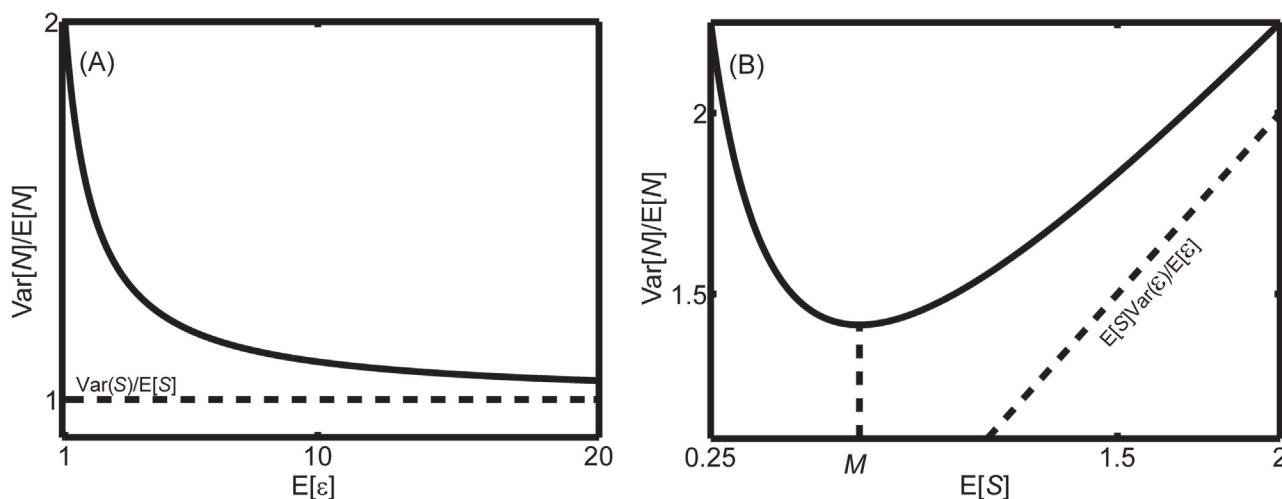 (A)
2
1
Var[N]/E[N]
Var(S)/E[S]
1
10
20
E[ε]
(B)
2
1.5
Var[N]/E[N]
E[S]Var(ε)/E[ε]
0.25
M
1.5
2
E[S]